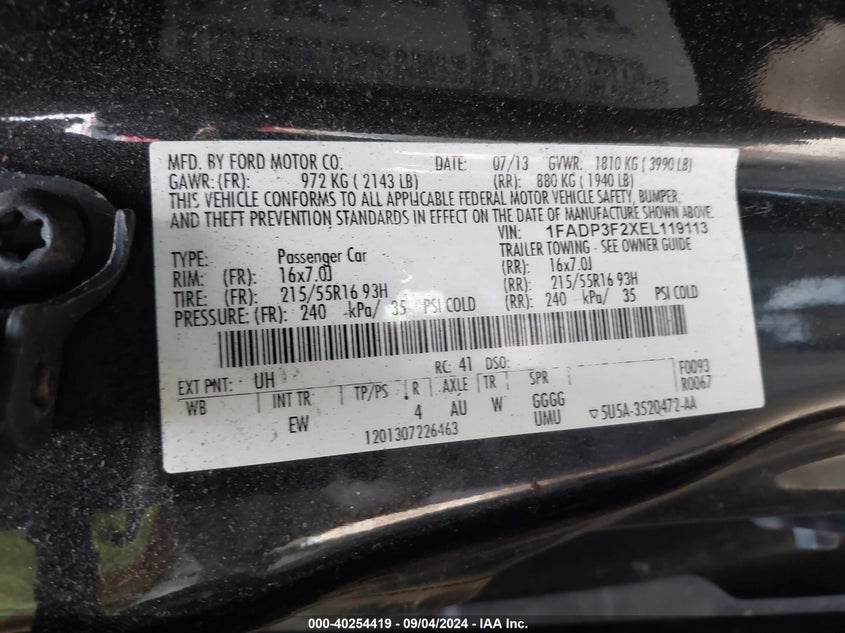 MFD. BY FORD MOTOR CO. DATE: 07/13 GVWR: 1810 KG ( 3990 LB)
GAWR: (FR): 972 KG ( 2143 LB) (RR): 880 KG ( 1940 LB)
THIS VEHICLE CONFORMS TO ALL APPLICABLE FEDERAL MOTOR VEHICLE SAFETY, BUMPER,
AND THEFT PREVENTION STANDARDS IN EFFECT ON THE DATE OF MANUFACTURE SHOWN ABOVE.
VIN: 1FADP3F2XEL119113
TYPE: Passenger Car TRAILER TOWING - SEE OWNER GUIDE
RIM: (FR): 16x7.0J (RR): 16x7.0J
TIRE: (FR): 215/55R16 93H (RR): 215/55R16 93H
PRESSURE: (FR): 240 kPa/ 35 PSI COLD (RR): 240 kPa/ 35 PSI COLD
EXT PNT: UH RC: 41 DSO: F0093
WB INT TR TP/PS R AXLE TR SPR R0067
EW 4 AU W GGGG
UMU 5U5A-3520472-AA
1201307226463
000-40254419 - 09/04/2024 - IAA Inc.